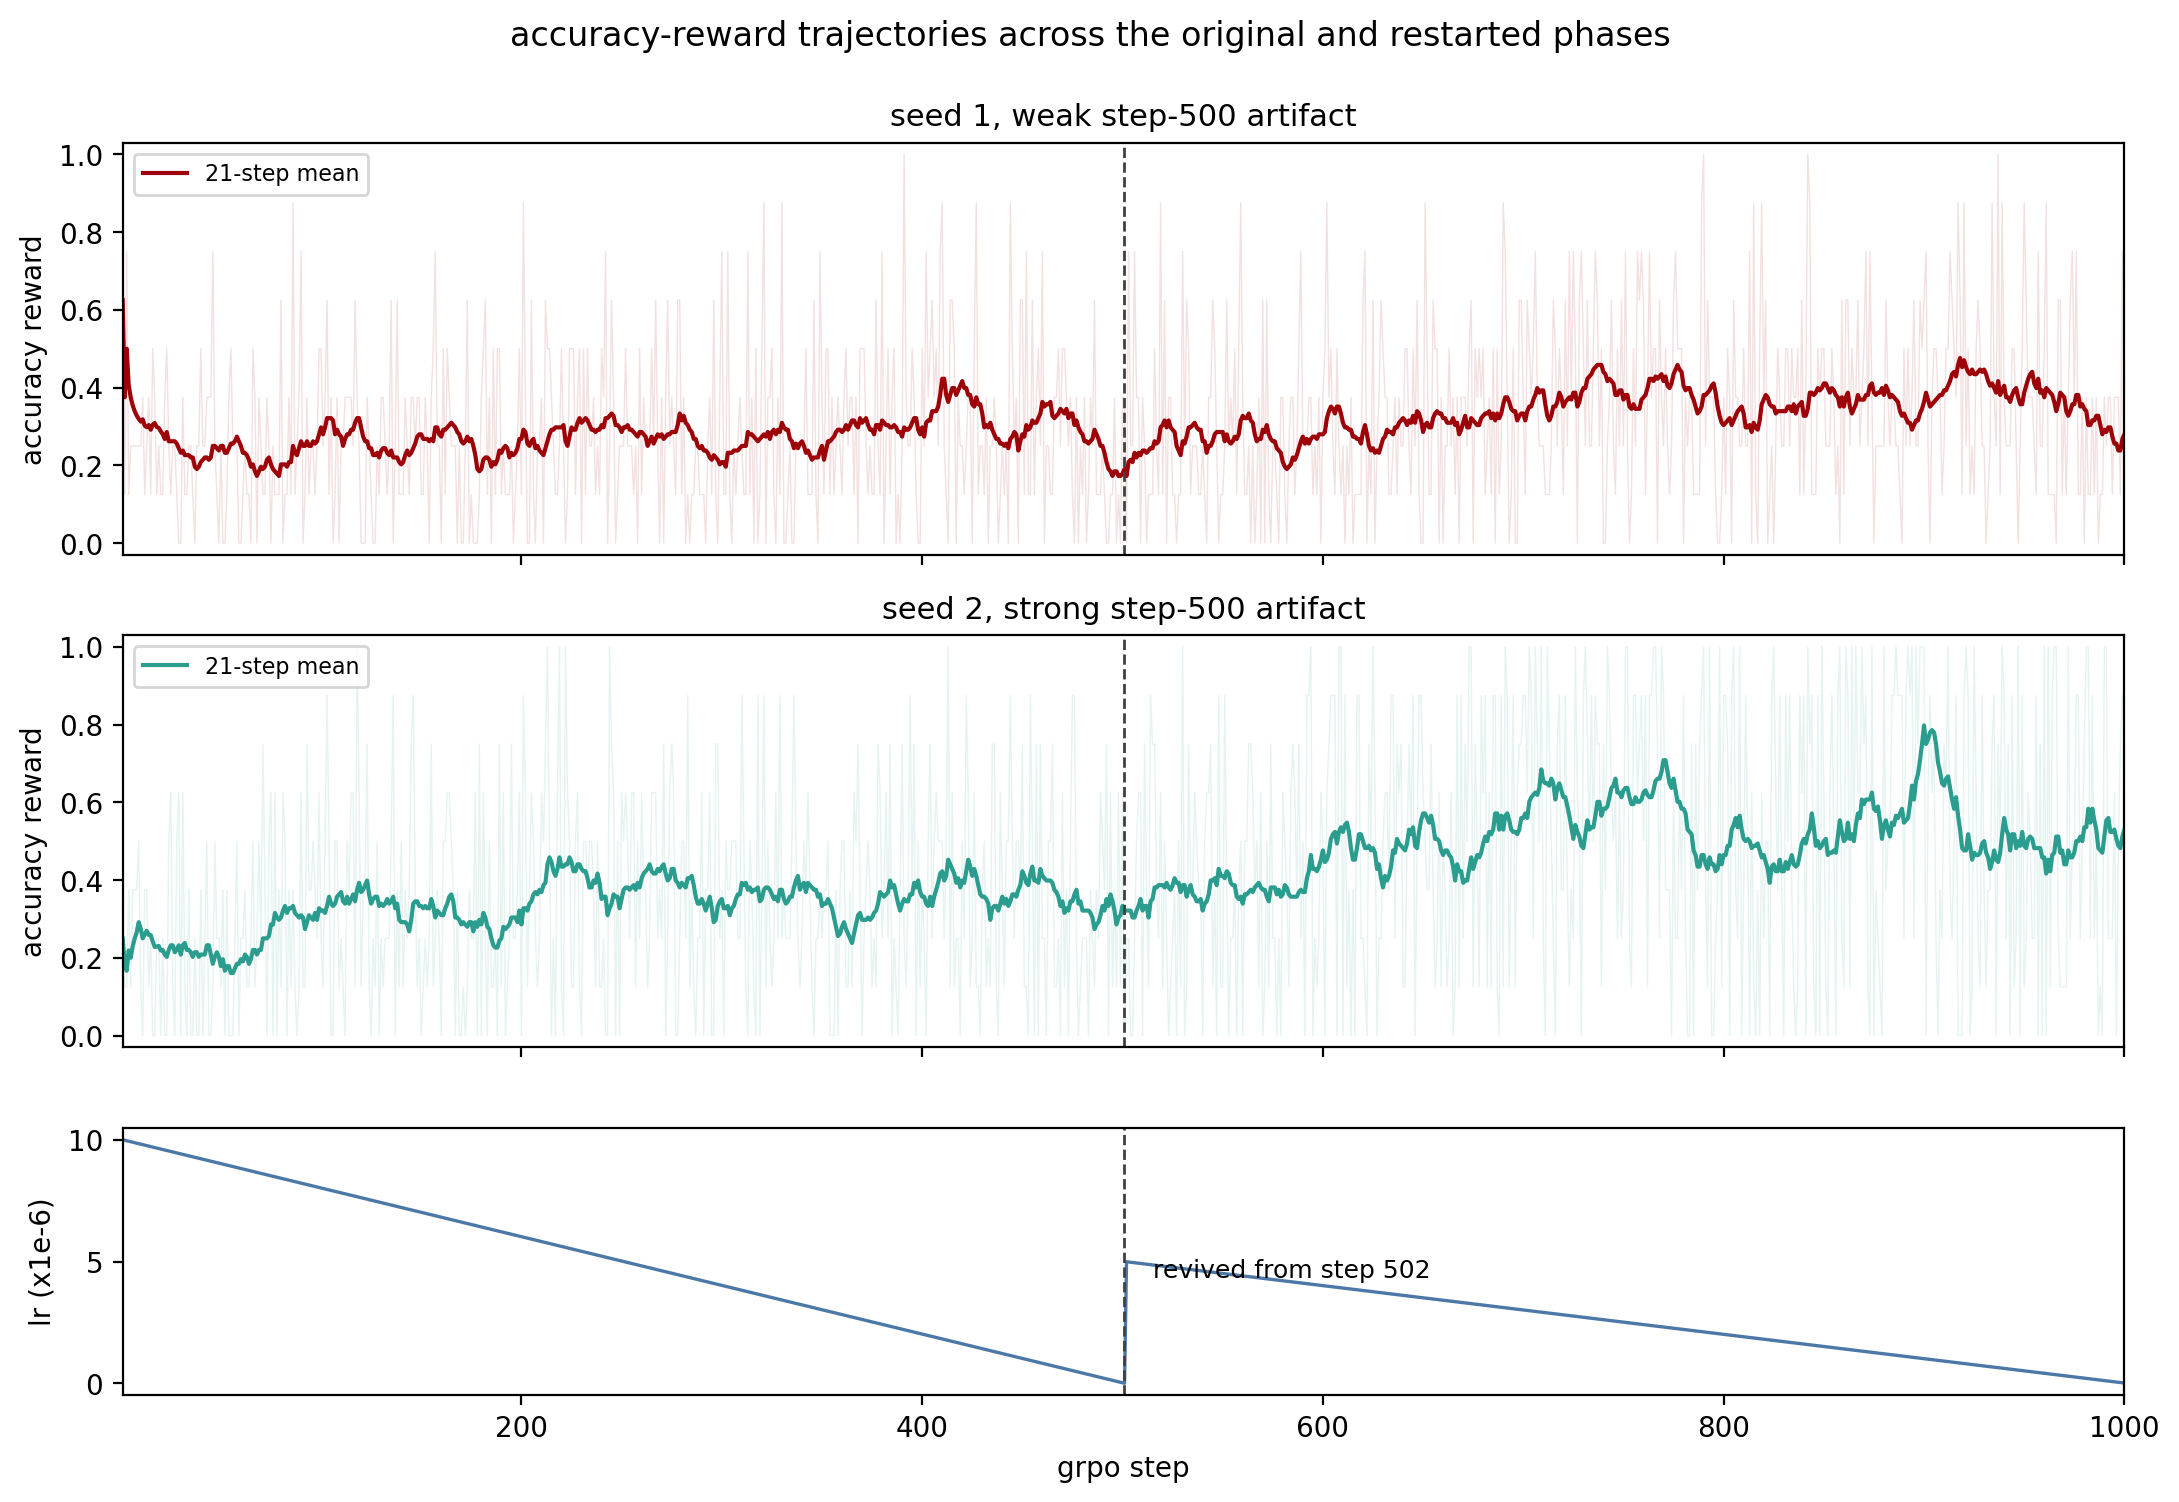 accuracy-reward trajectories across the original and restarted phases
seed 1, weak step-500 artifact
1.0
0.8
0.6
0.4
0.2
0.0
accuracy reward
21-step mean
seed 2, strong step-500 artifact
1.0
0.8
0.6
0.4
0.2
0.0
accuracy reward
21-step mean
10
5
0
lr (x1e-6)
revived from step 502
200
400
600
800
1000
grpo step